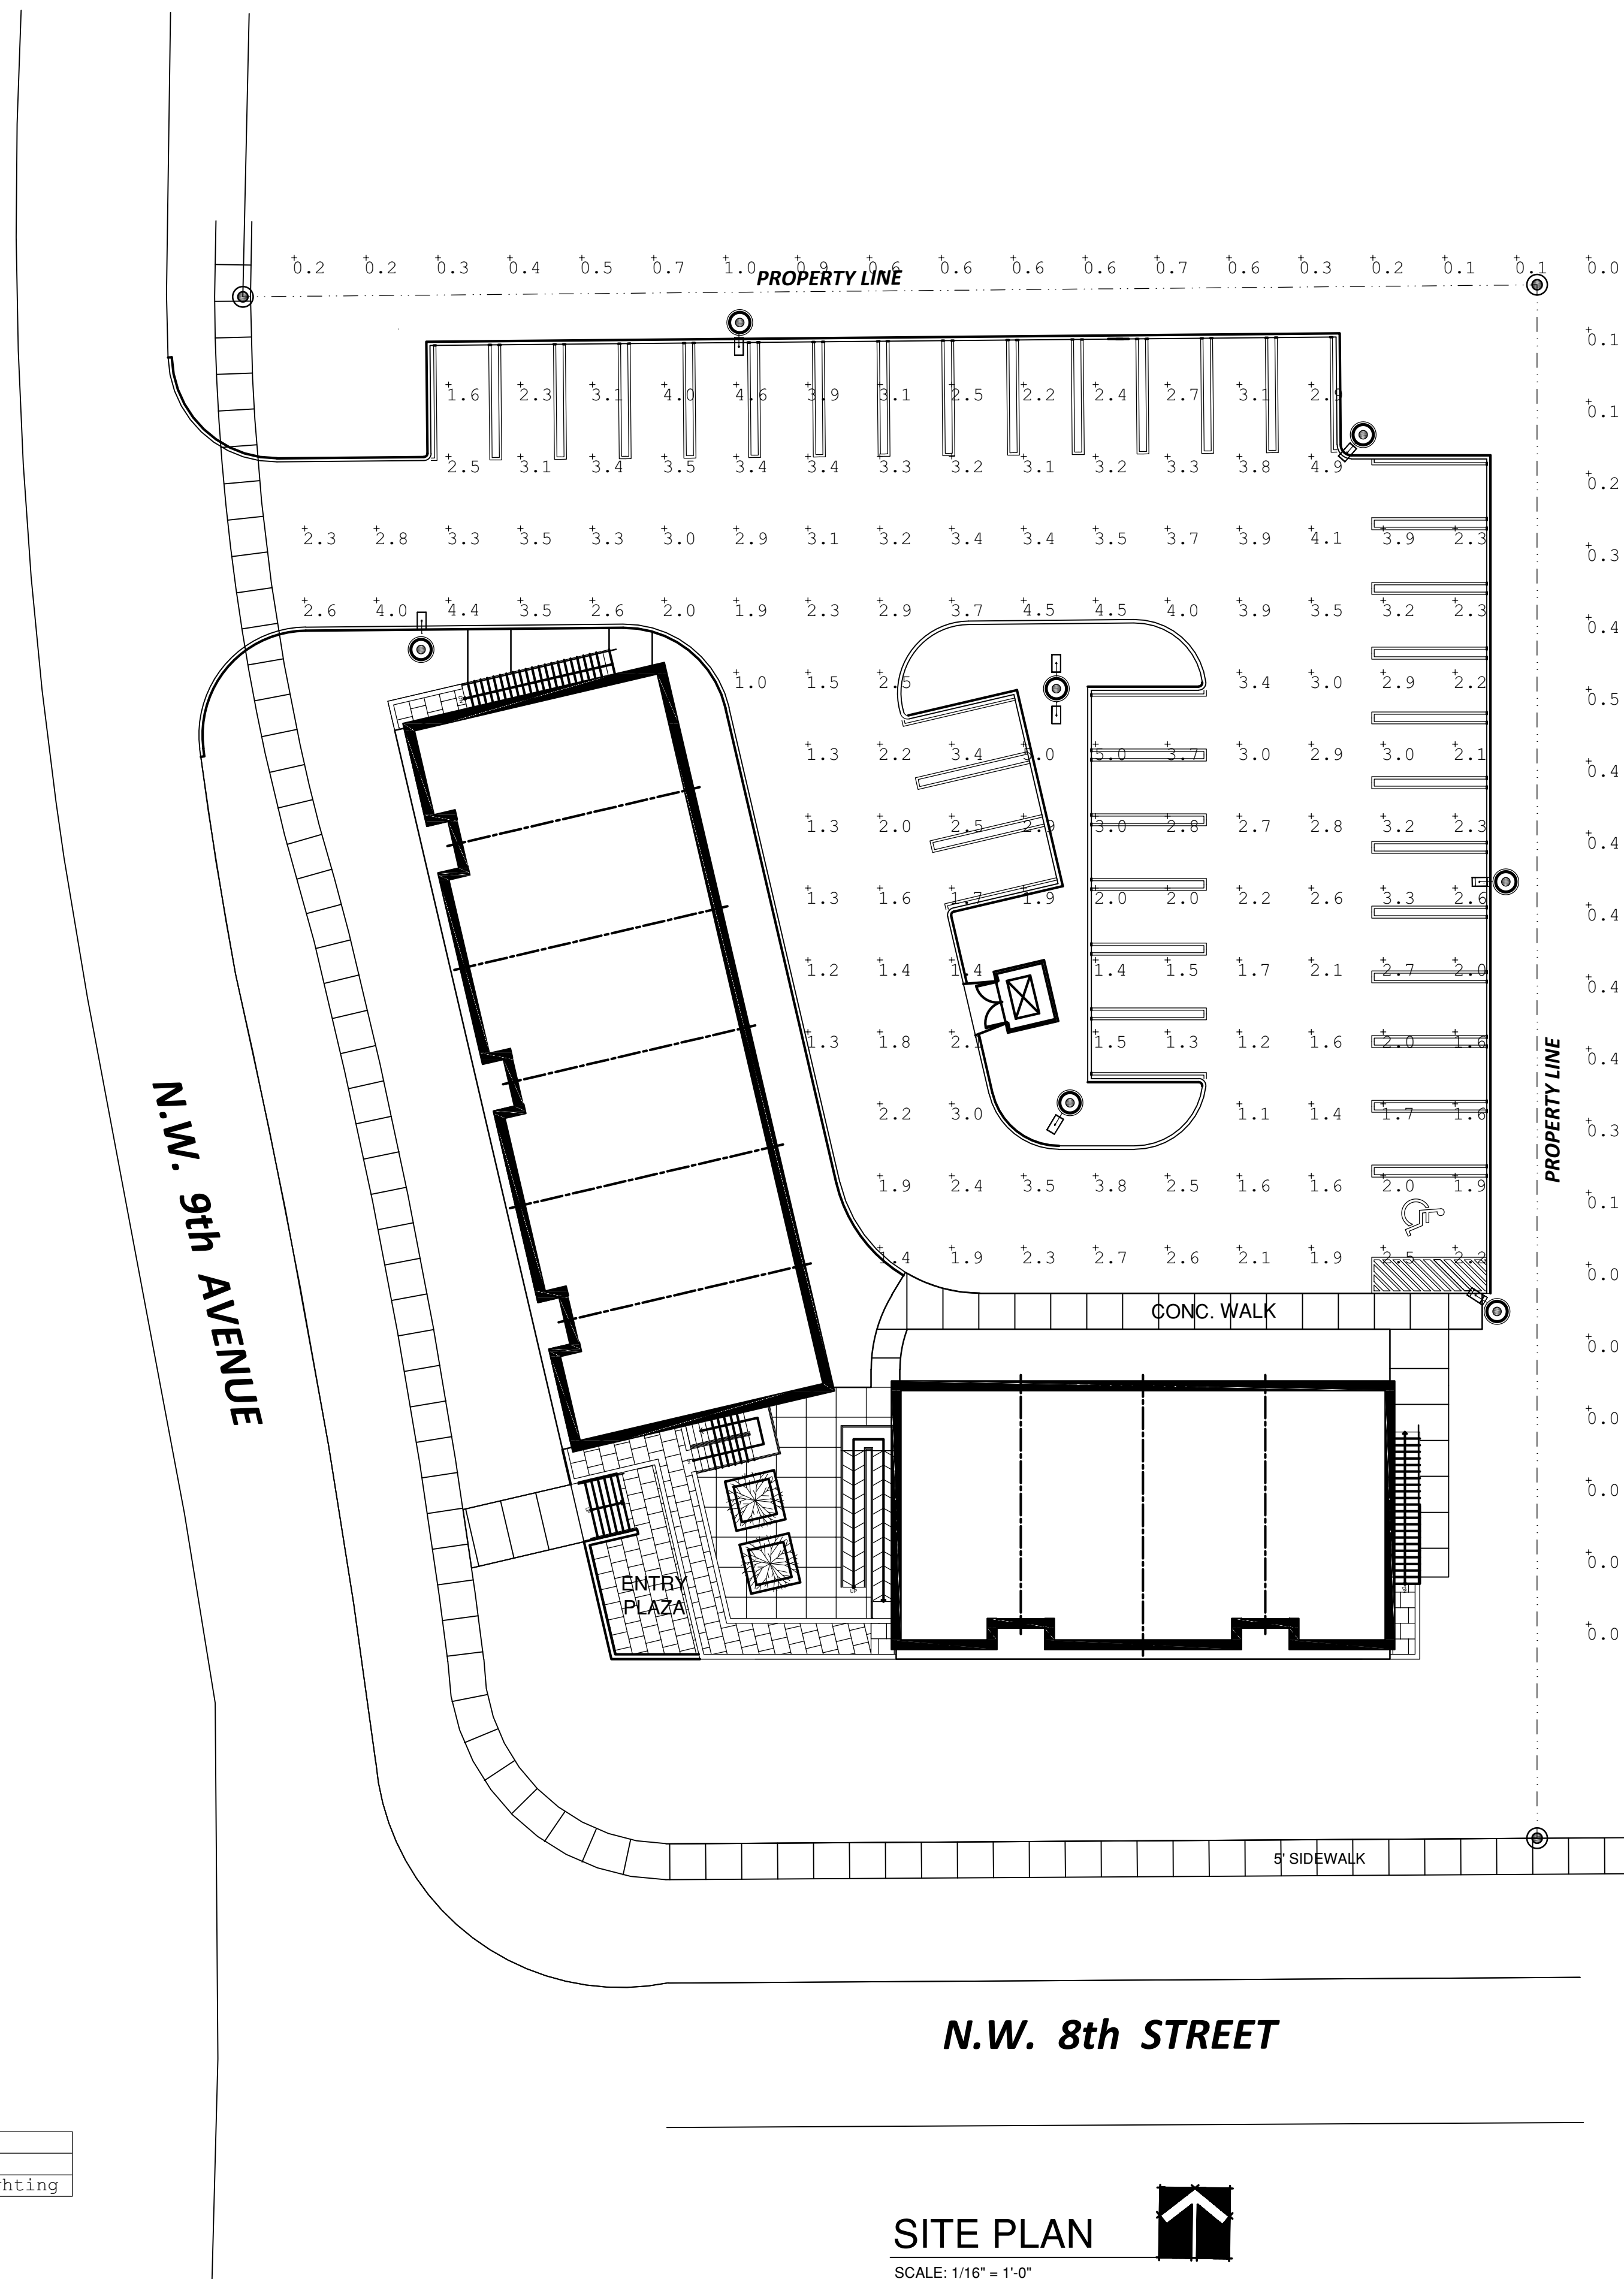 0.2 0.2 0.3 0.4 0.5 0.7 1.0 0.9 0.6 0.6 0.6 0.6 0.7 0.6 0.3 0.2 0.1 0.1 0.0
PROPERTY LINE
0.1
1.6 2.3 3.1 4.0 4.6 3.9 3.1 2.5 2.2 2.4 2.7 3.1 2.9 0.1
2.5 3.1 3.4 3.5 3.4 3.4 3.3 3.2 3.1 3.2 3.3 3.8 4.9 0.2
2.3 2.8 3.3 3.5 3.3 3.0 2.9 3.1 3.2 3.4 3.4 3.5 3.7 3.9 4.1 3.9 2.3 0.3
2.6 4.0 4.4 3.5 2.6 2.0 1.9 2.3 2.9 3.7 4.5 4.5 4.0 3.9 3.5 3.2 2.3 0.4
1.0 1.5 2.5 3.4 3.0 2.9 2.2 0.5
1.3 2.2 3.4 5.0 5.0 3.7 3.0 2.9 3.0 2.1 0.4
1.3 2.0 2.5 2.9 3.0 2.8 2.7 2.8 3.2 2.3 0.4
1.3 1.6 1.7 1.9 2.0 2.0 2.2 2.6 3.3 2.6 0.4
1.2 1.4 1.4 1.4 1.5 1.7 2.1 2.7 2.0 0.4
1.3 1.8 2.1 1.5 1.3 1.2 1.6 2.0 1.6 0.4
PROPERTY LINE
2.2 3.0 1.1 1.4 1.7 1.6 0.3
1.9 2.4 3.5 3.8 2.5 1.6 1.6 2.0 1.9 0.1
1.4 1.9 2.3 2.7 2.6 2.1 1.9 2.5 2.2 0.0
N.W. 9th AVENUE
CONC. WALK
0.0
0.0
0.0
0.0
ENTRY
PLAZA
0.0
5' SIDEWALK
N.W. 8th STREET
hting
SITE PLAN
SCALE: 1/16" = 1'-0"